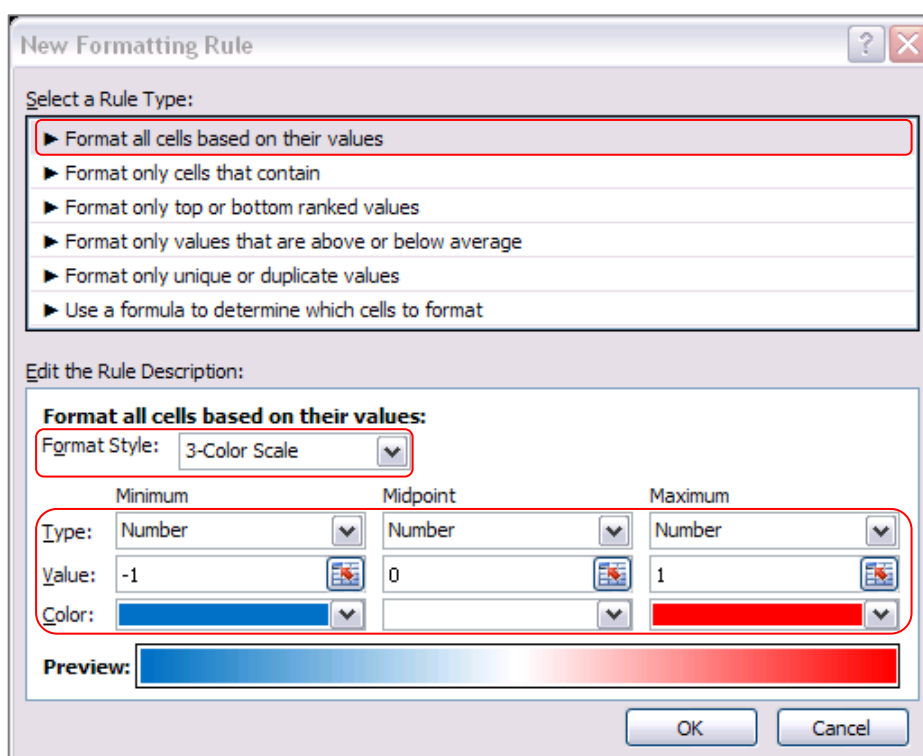 New Formatting Rule ?
Select a Rule Type:
► Format all cells based on their values
► Format only cells that contain
► Format only top or bottom ranked values
► Format only values that are above or below average
► Format only unique or duplicate values
► Use a formula to determine which cells to format
Edit the Rule Description:
Format all cells based on their values:
Format Style: 3-Color Scale
Minimum Midpoint Maximum
Type: Number Number Number
Value: -1 0 1
Color:
Preview:
OK Cancel